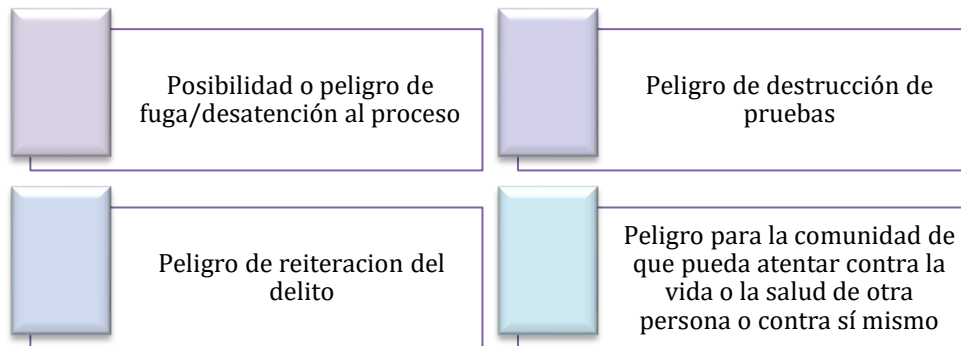 Posibilidad o peligro de
fuga/desatención al proceso
Peligro de destrucción de
pruebas
Peligro de reiteracion del
delito
Peligro para la comunidad de
que pueda atentar contra la
vida o la salud de otra
persona o contra sí mismo